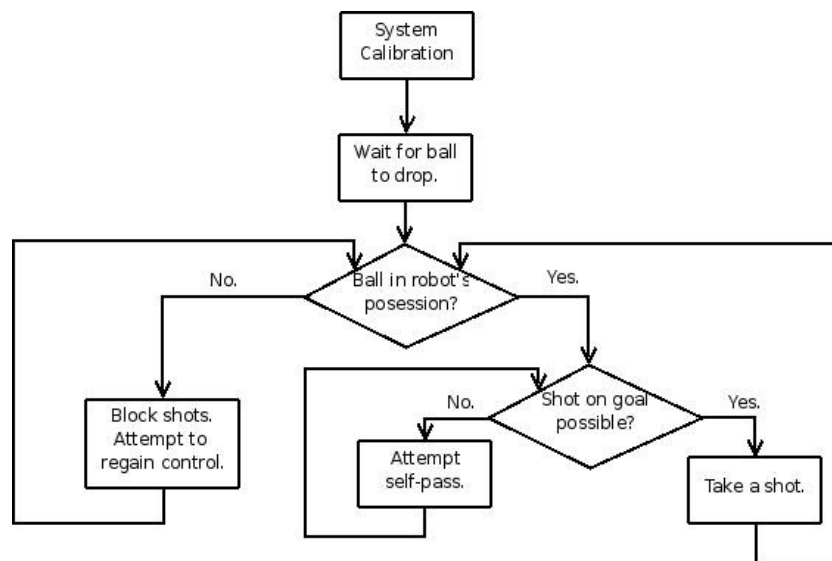 System
Calibration
Wait for ball
to drop.
No.
Ball in robot's
posession?
Yes.
Block shots.
Attempt to
regain control.
No.
Shot on goal
possible?
Yes.
Attempt
self-pass.
Take a shot.